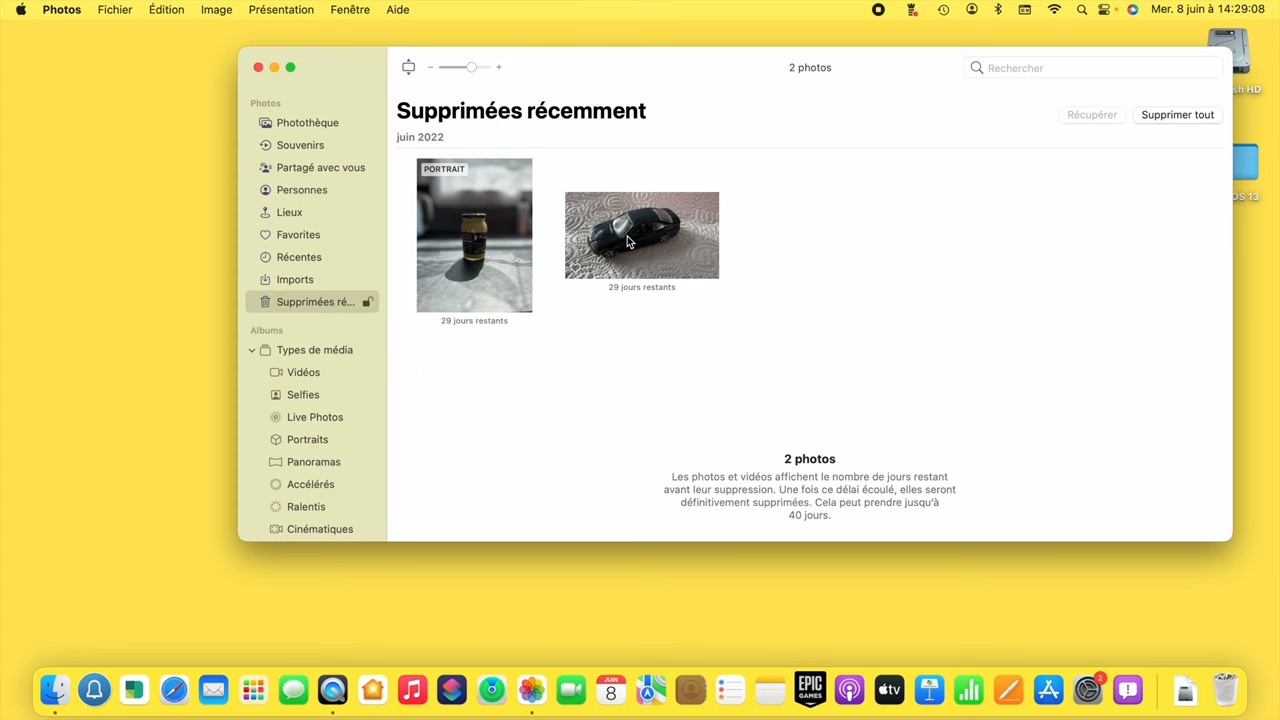 Photos Fichier Édition Image Présentation Fenêtre Aide Mer. 8 juin à 14:29:08
2 photos
Rechercher
Photos
Photothèque
Souvenirs
Partagé avec vous
Personnes
Lieux
Favorites
Récentes
Imports
Supprimées ré...
Albums
Types de média
Vidéos
Selfies
Live Photos
Portraits
Panoramas
Accélérés
Ralentis
Cinématiques
Supprimées récemment
Récupérer Supprimer tout
juin 2022
PORTRAIT
29 jours restants
29 jours restants
2 photos
Les photos et vidéos affichent le nombre de jours restant
avant leur suppression. Une fois ce délai écoulé, elles seront
définitivement supprimées. Cela peut prendre jusqu'à
40 jours.
sh HD
OS 13
JUIN
8
EPIC
GAMES
tv
2